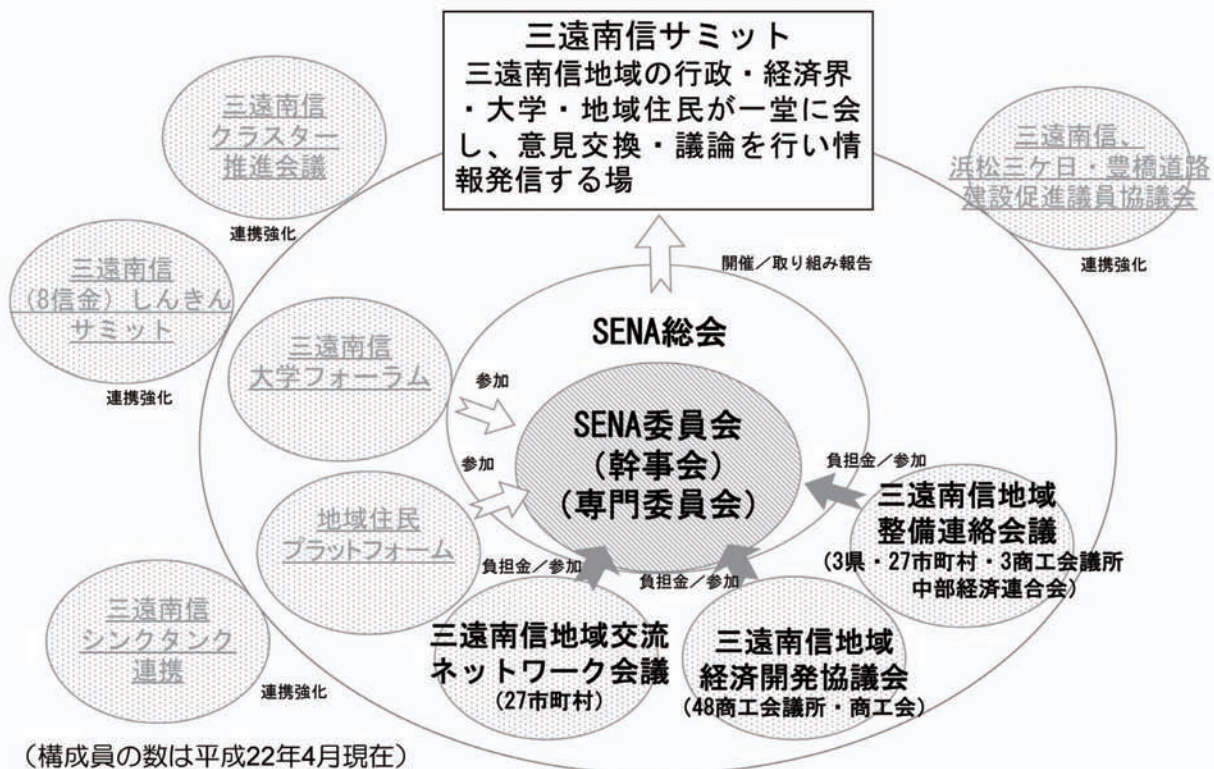 三遠南信サミット
三遠南信地域の行政・経済界
・大学・地域住民が一堂に会
し、意見交換・議論を行い情
報発信する場
三遠南信
クラスター
推進会議
連携強化
三遠南信、
浜松三ケ日・豊橋道路
建設促進議員協議会
連携強化
三遠南信
(8信金) しんきん
サミット
連携強化
開催/取り組み報告
SENA総会
三遠南信
大学フォーラム
参加
SENA委員会
(幹事会)
(専門委員会)
参加
地域住民
プラットフォーム
負担金/参加
三遠南信地域
整備連絡会議
(3県・27市町村・3商工会議所
中部経済連合会)
負担金/参加
三遠南信地域交流
ネットワーク会議
(27市町村)
負担金/参加
三遠南信地域
経済開発協議会
(48商工会議所・商工会)
三遠南信
シンクタンク
連携
連携強化
(構成員の数は平成22年4月現在)